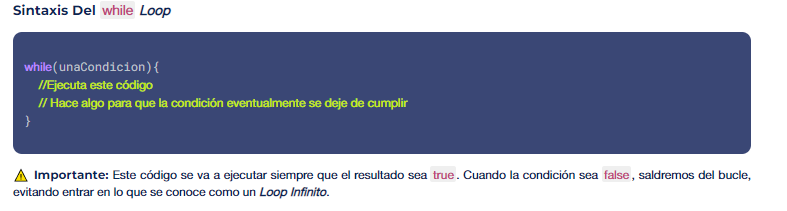 Sintaxis Del while Loop
while(unaCondicion){
//Ejecuta este código
// Hace algo para que la condición eventualmente se deje de cumplir
}
⚠️ Importante: Este código se va a ejecutar siempre que el resultado sea true. Cuando la condición sea false, saldremos del bucle,
evitando entrar en lo que se conoce como un Loop Infinito.